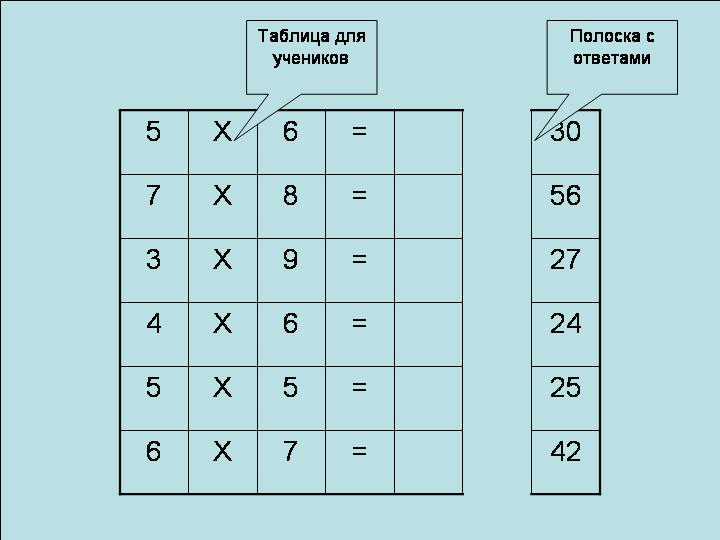 Таблица для
учеников
Полоска с
ответами
5 X 6 = 30
7 X 8 = 56
3 X 9 = 27
4 X 6 = 24
5 X 5 = 25
6 X 7 = 42